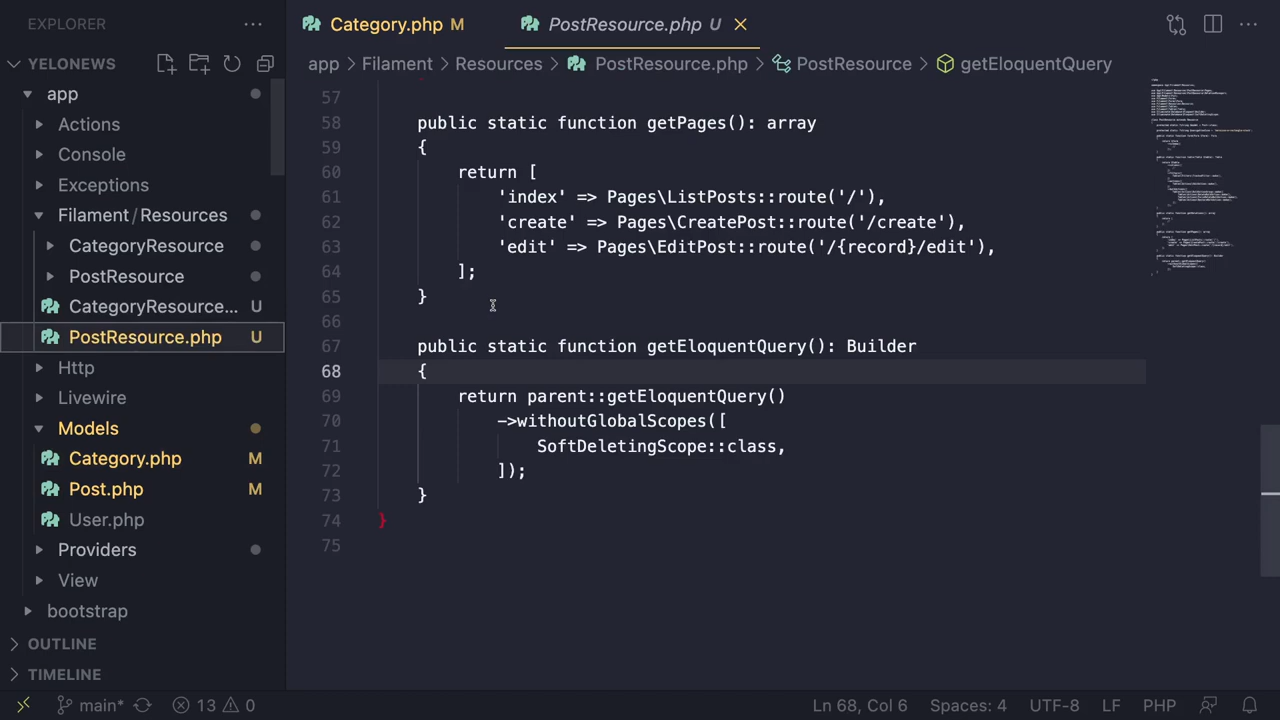 EXPLORER
Category.php M
PostResource.php U
YELONEWS
app > Filament > Resources > PostResource.php > PostResource > getEloquentQuery
app
Actions
Console
Exceptions
Filament/Resources
CategoryResource
PostResource
CategoryResource... U
PostResource.php U
Http
Livewire
Models
Category.php M
Post.php M
User.php
Providers
View
bootstrap
OUTLINE
TIMELINE
57
58 public static function getPages(): array
59 {
60 return [
61 'index' => Pages\ListPost::route('/'),
62 'create' => Pages\CreatePost::route('/create'),
63 'edit' => Pages\EditPost::route('/{record}/edit'),
64 ];
65 }
66
67 public static function getEloquentQuery(): Builder
68 {
69 return parent::getEloquentQuery()
70 ->withoutGlobalScopes([
71 SoftDeletingScope::class,
72 ]);
73 }
74 }
75
main* 13 0 Ln 68, Col 6 Spaces: 4 UTF-8 LF PHP